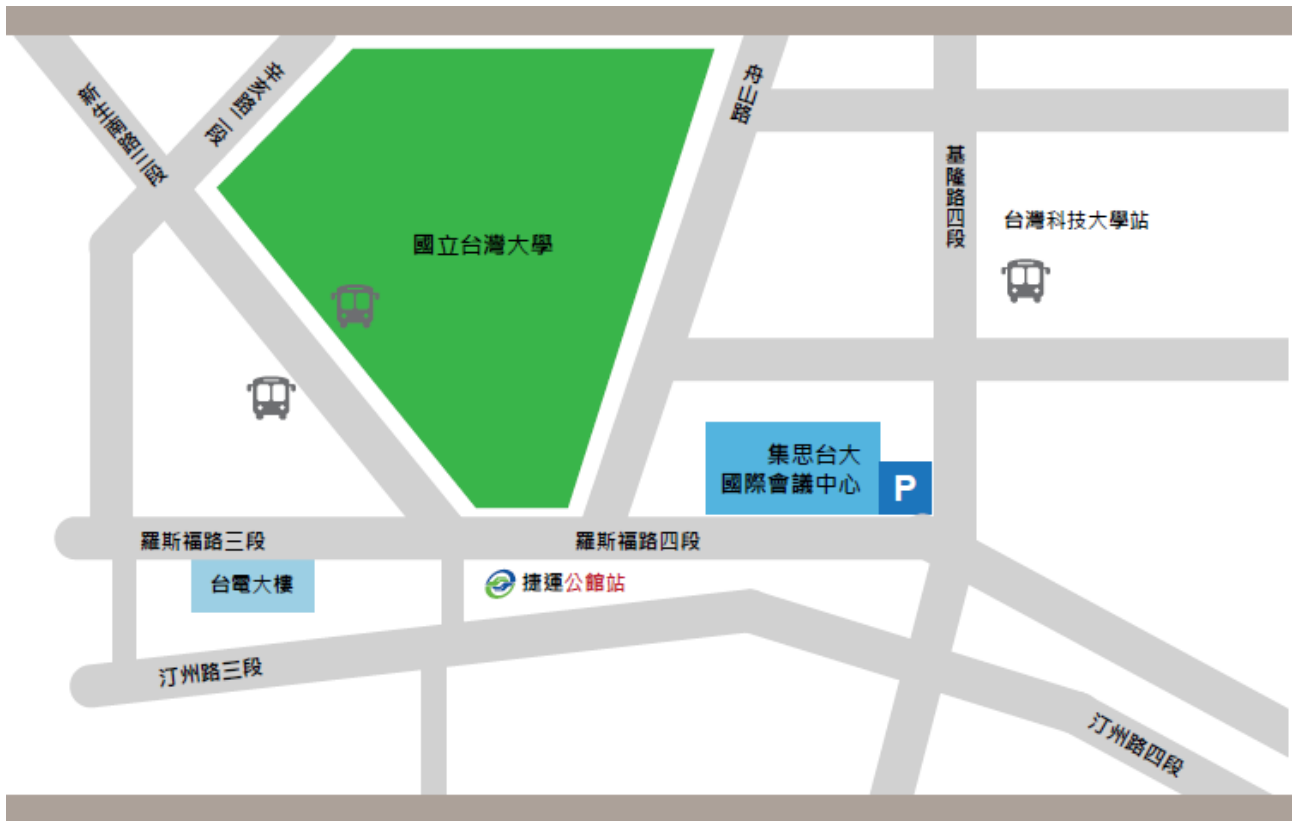 辛亥路二段
新生南路三段
舟山路
基隆路四段
台灣科技大學站
國立台灣大學
集思台大
國際會議中心
P
羅斯福路三段
羅斯福路四段
台電大樓
捷運公館站
汀州路三段
汀州路四段